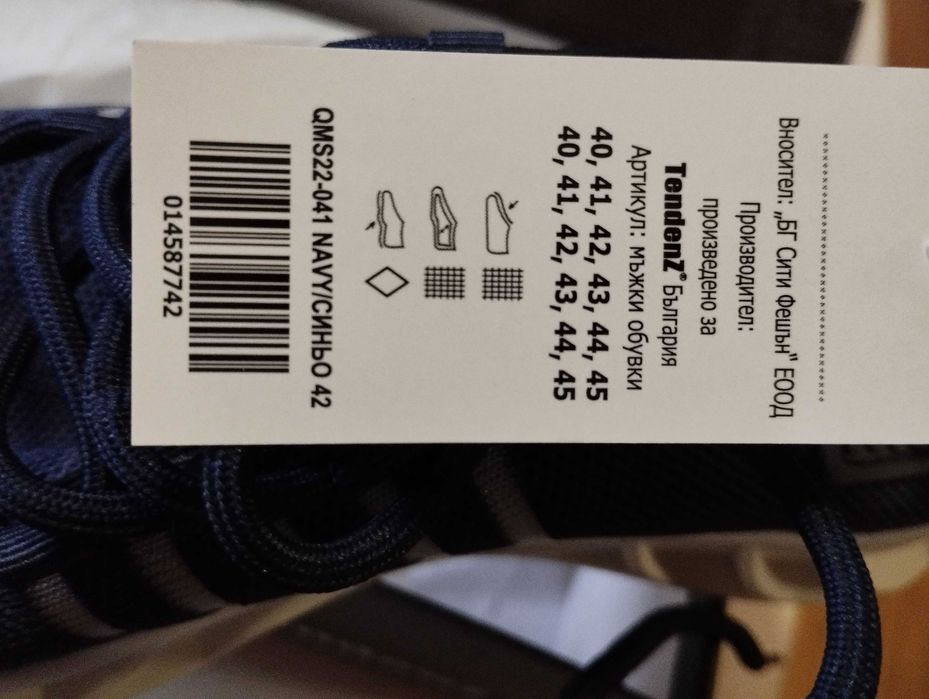 Вносител: „БГ Сити Фешън" ЕООД
Производител:
произведено за
TendenZ® България
Артикул: мъжки обувки
40, 41, 42, 43, 44, 45
40, 41, 42, 43, 44, 45
QMS22-041 NAVY/СИНЬО 42
014587742